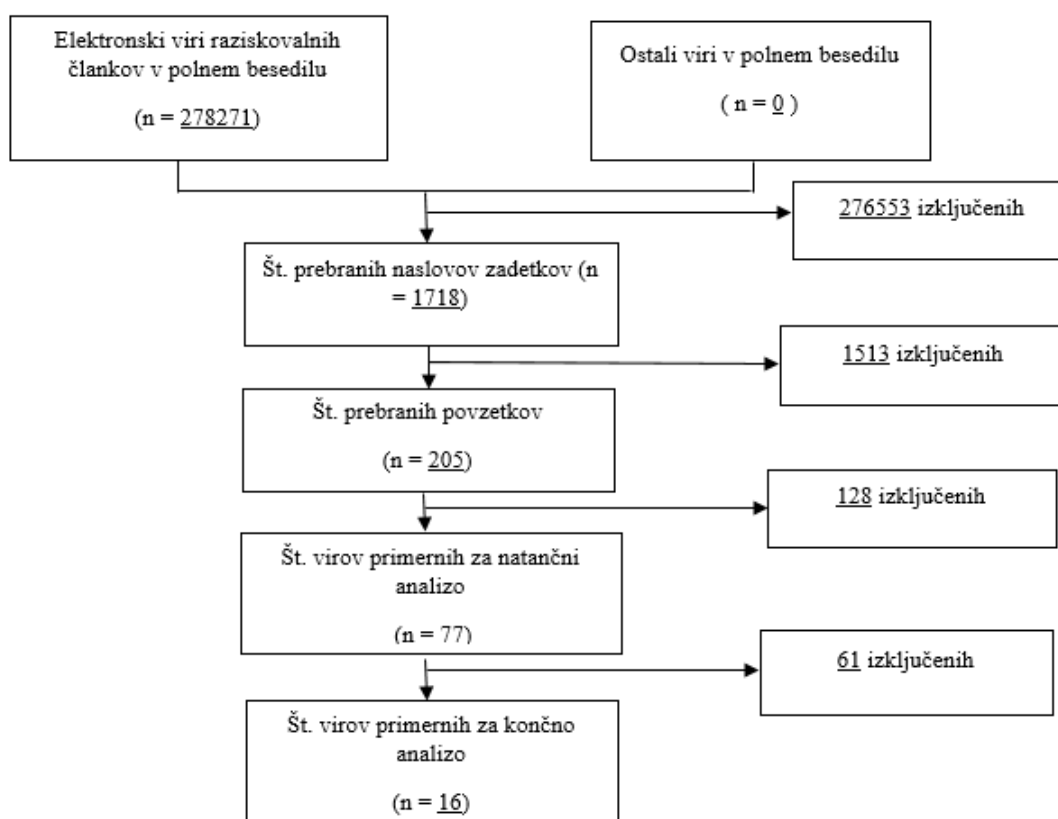 Elektronski viri raziskovalnih
člankov v polnem besedilu
(n = 278271)
Ostali viri v polnem besedilu
( n = 0 )
276553 izključenih
Št. prebranih naslovov zadetkov (n
= 1718)
1513 izključenih
Št. prebranih povzetkov
(n = 205)
128 izključenih
Št. virov primernih za natančni
analizo
(n = 77)
61 izključenih
Št. virov primernih za končno
analizo
(n = 16)